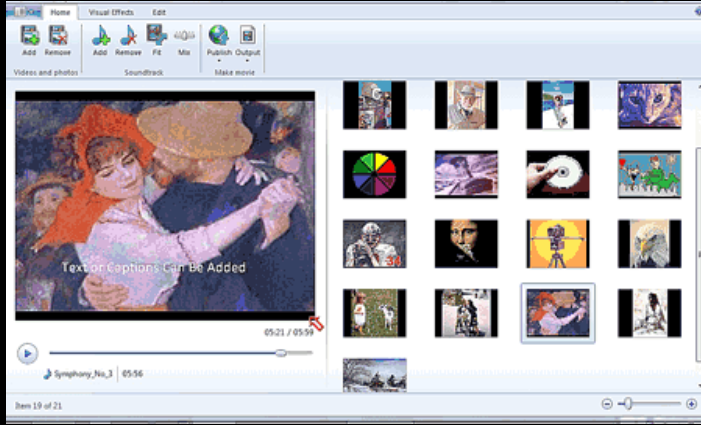 Home Visual Effects Edit
Add Remove Add Remove Fit Mix Publish Output
Videos and photos Soundtrack Make movie
Text or Captions Can Be Added
34
05:21 / 05:59
Symphony_No_3 05:56
Item 19 of 21